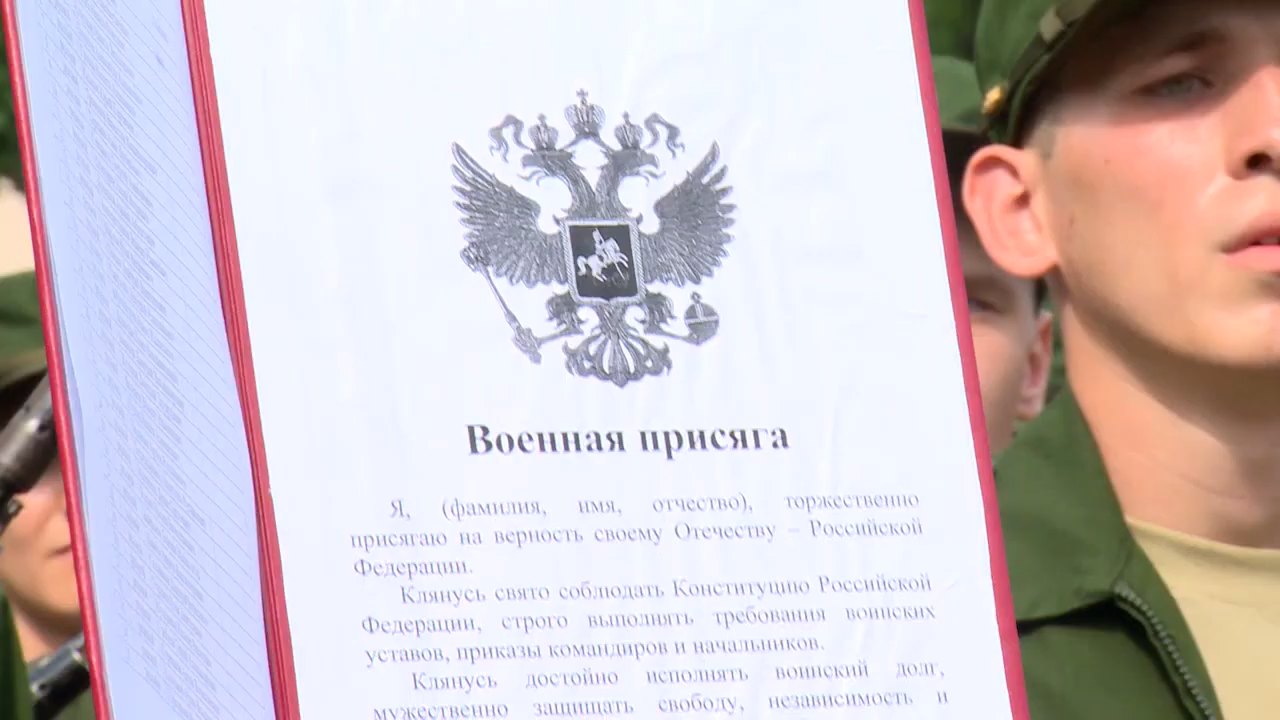 Военная присяга
Я, (фамилия, имя, отчество), торжественно
присягаю на верность своему Отечеству – Российской
Федерации.
Клянусь свято соблюдать Конституцию Российской
Федерации, строго выполнять требования воинских
уставов, приказы командиров и начальников.
Клянусь достойно исполнять воинский долг,
мужественно защищать свободу, независимость и